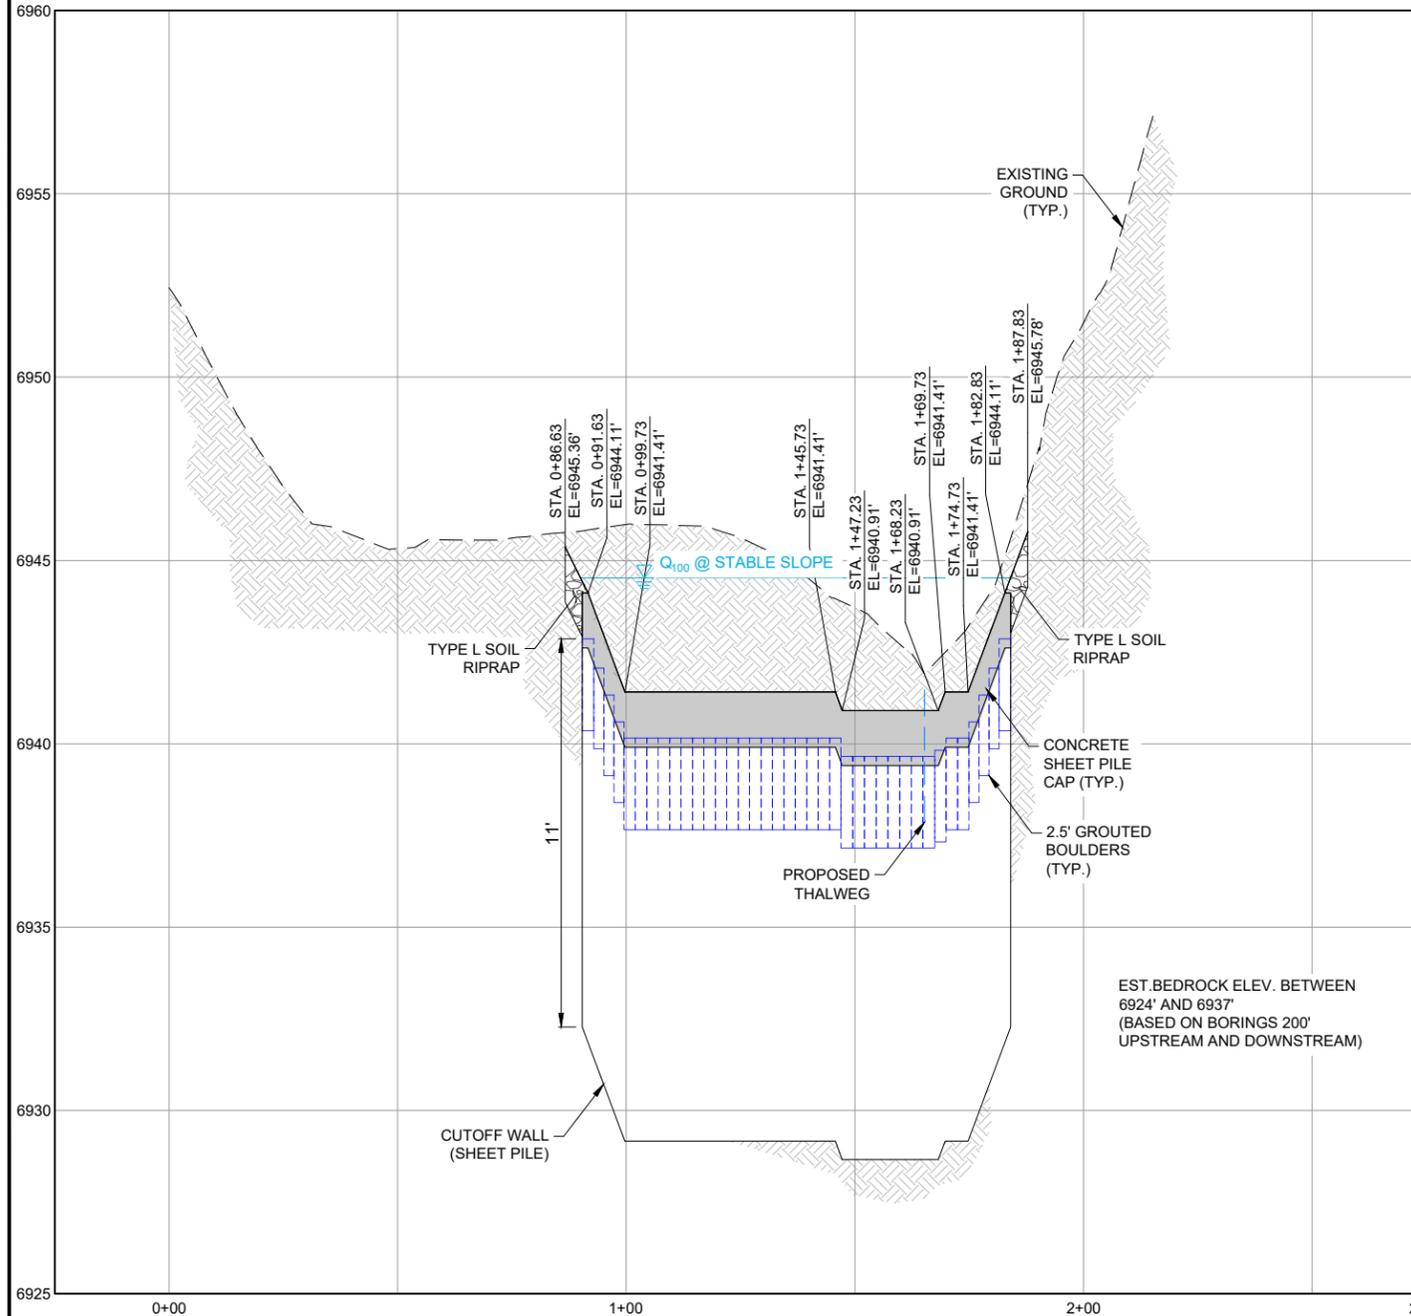 6960
6955
6950
6945
6940
6935
6930
6925
0+00
1+00
2+00
EXISTING
GROUND
(TYP.)
STA. 0+86.63
EL=6945.36'
STA. 0+91.63
EL=6944.11'
STA. 0+99.73
EL=6941.41'
STA. 1+45.73
EL=6941.41'
STA. 1+47.23
EL=6940.91'
STA. 1+68.23
EL=6940.91'
STA. 1+69.73
EL=6941.41'
STA. 1+74.73
EL=6941.41'
STA. 1+82.83
EL=6944.11'
STA. 1+87.83
EL=6945.78'
Q100 @ STABLE SLOPE
TYPE L SOIL
RIPRAP
TYPE L SOIL
RIPRAP
11'
CONCRETE
SHEET PILE
CAP (TYP.)
2.5' GROUTED
BOULDERS
(TYP.)
PROPOSED
THALWEG
EST.BEDROCK ELEV. BETWEEN
6924' AND 6937'
(BASED ON BORINGS 200'
UPSTREAM AND DOWNSTREAM)
CUTOFF WALL
(SHEET PILE)